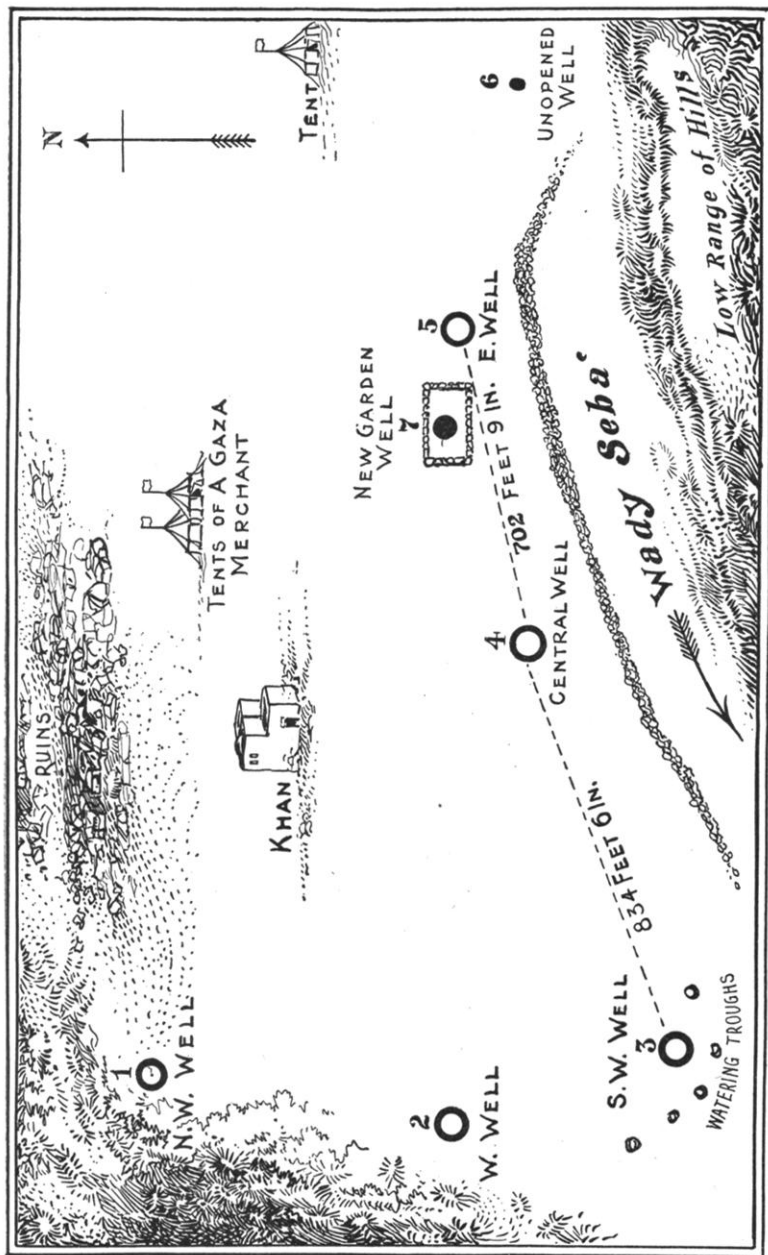 N
TENT
6
UNOPENED
WELL
RUINS
TENTS OF A GAZA
MERCHANT
NEW GARDEN
WELL
7
5
E. WELL
702 FEET 9 IN.
KHAN
4
CENTRAL WELL
Low Range of Hills
Wady Seba‛
834 FEET 6 IN.
1
N.W. WELL
2
W. WELL
S.W. WELL
3
WATERING TROUGHS